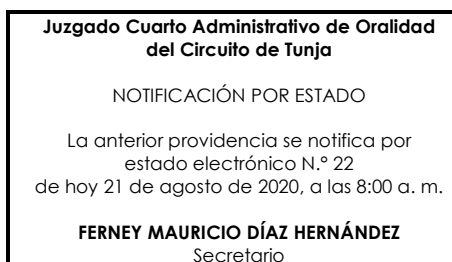 Juzgado Cuarto Administrativo de Oralidad
del Circuito de Tunja
NOTIFICACIÓN POR ESTADO
La anterior providencia se notifica por
estado electrónico N.° 22
de hoy 21 de agosto de 2020, a las 8:00 a. m.
FERNEY MAURICIO DÍAZ HERNÁNDEZ
Secretario